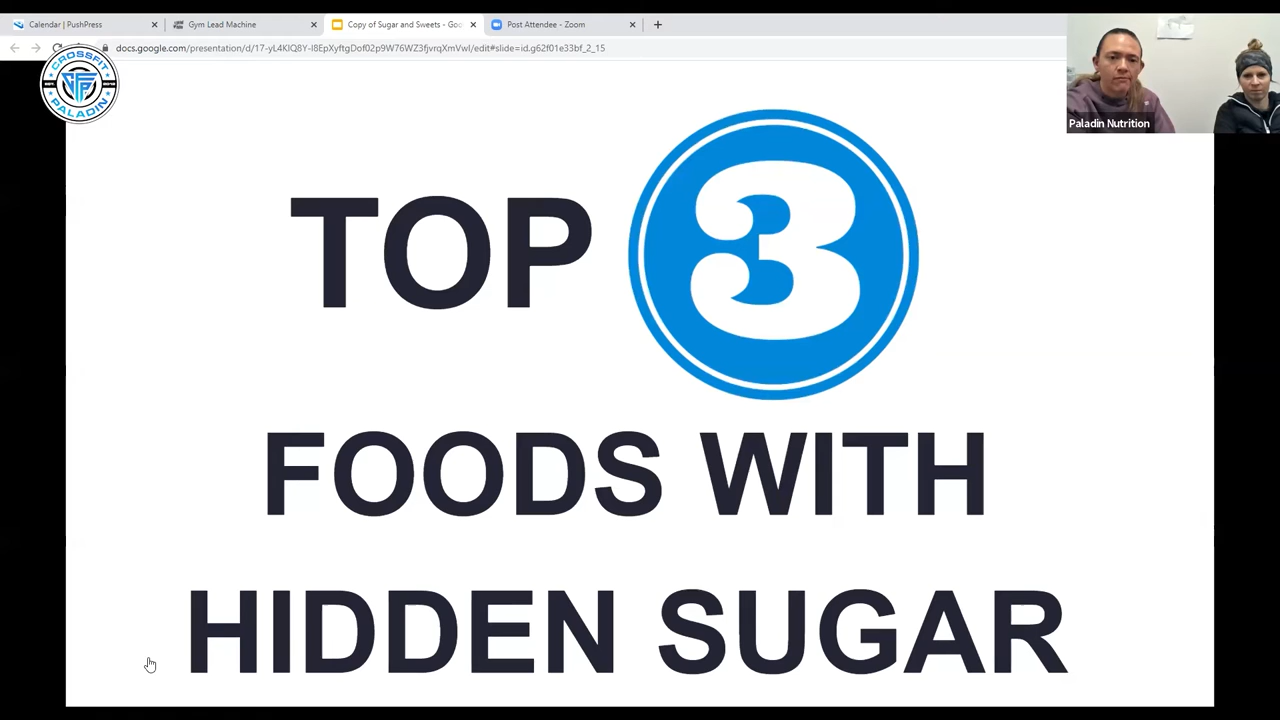 Calendar | PushPress
Gym Lead Machine
Copy of Sugar and Sweets - Goo
Post Attendee - Zoom
docs.google.com/presentation/d/17-yL4KlQ8Y-I8EpXyftgDof02p9W76WZ3fjvrqXmVwI/edit#slide=id.g62f01e33bf_2_15
CROSSFIT
CFP
PALADIN
Paladin Nutrition
TOP 3
FOODS WITH
HIDDEN SUGAR